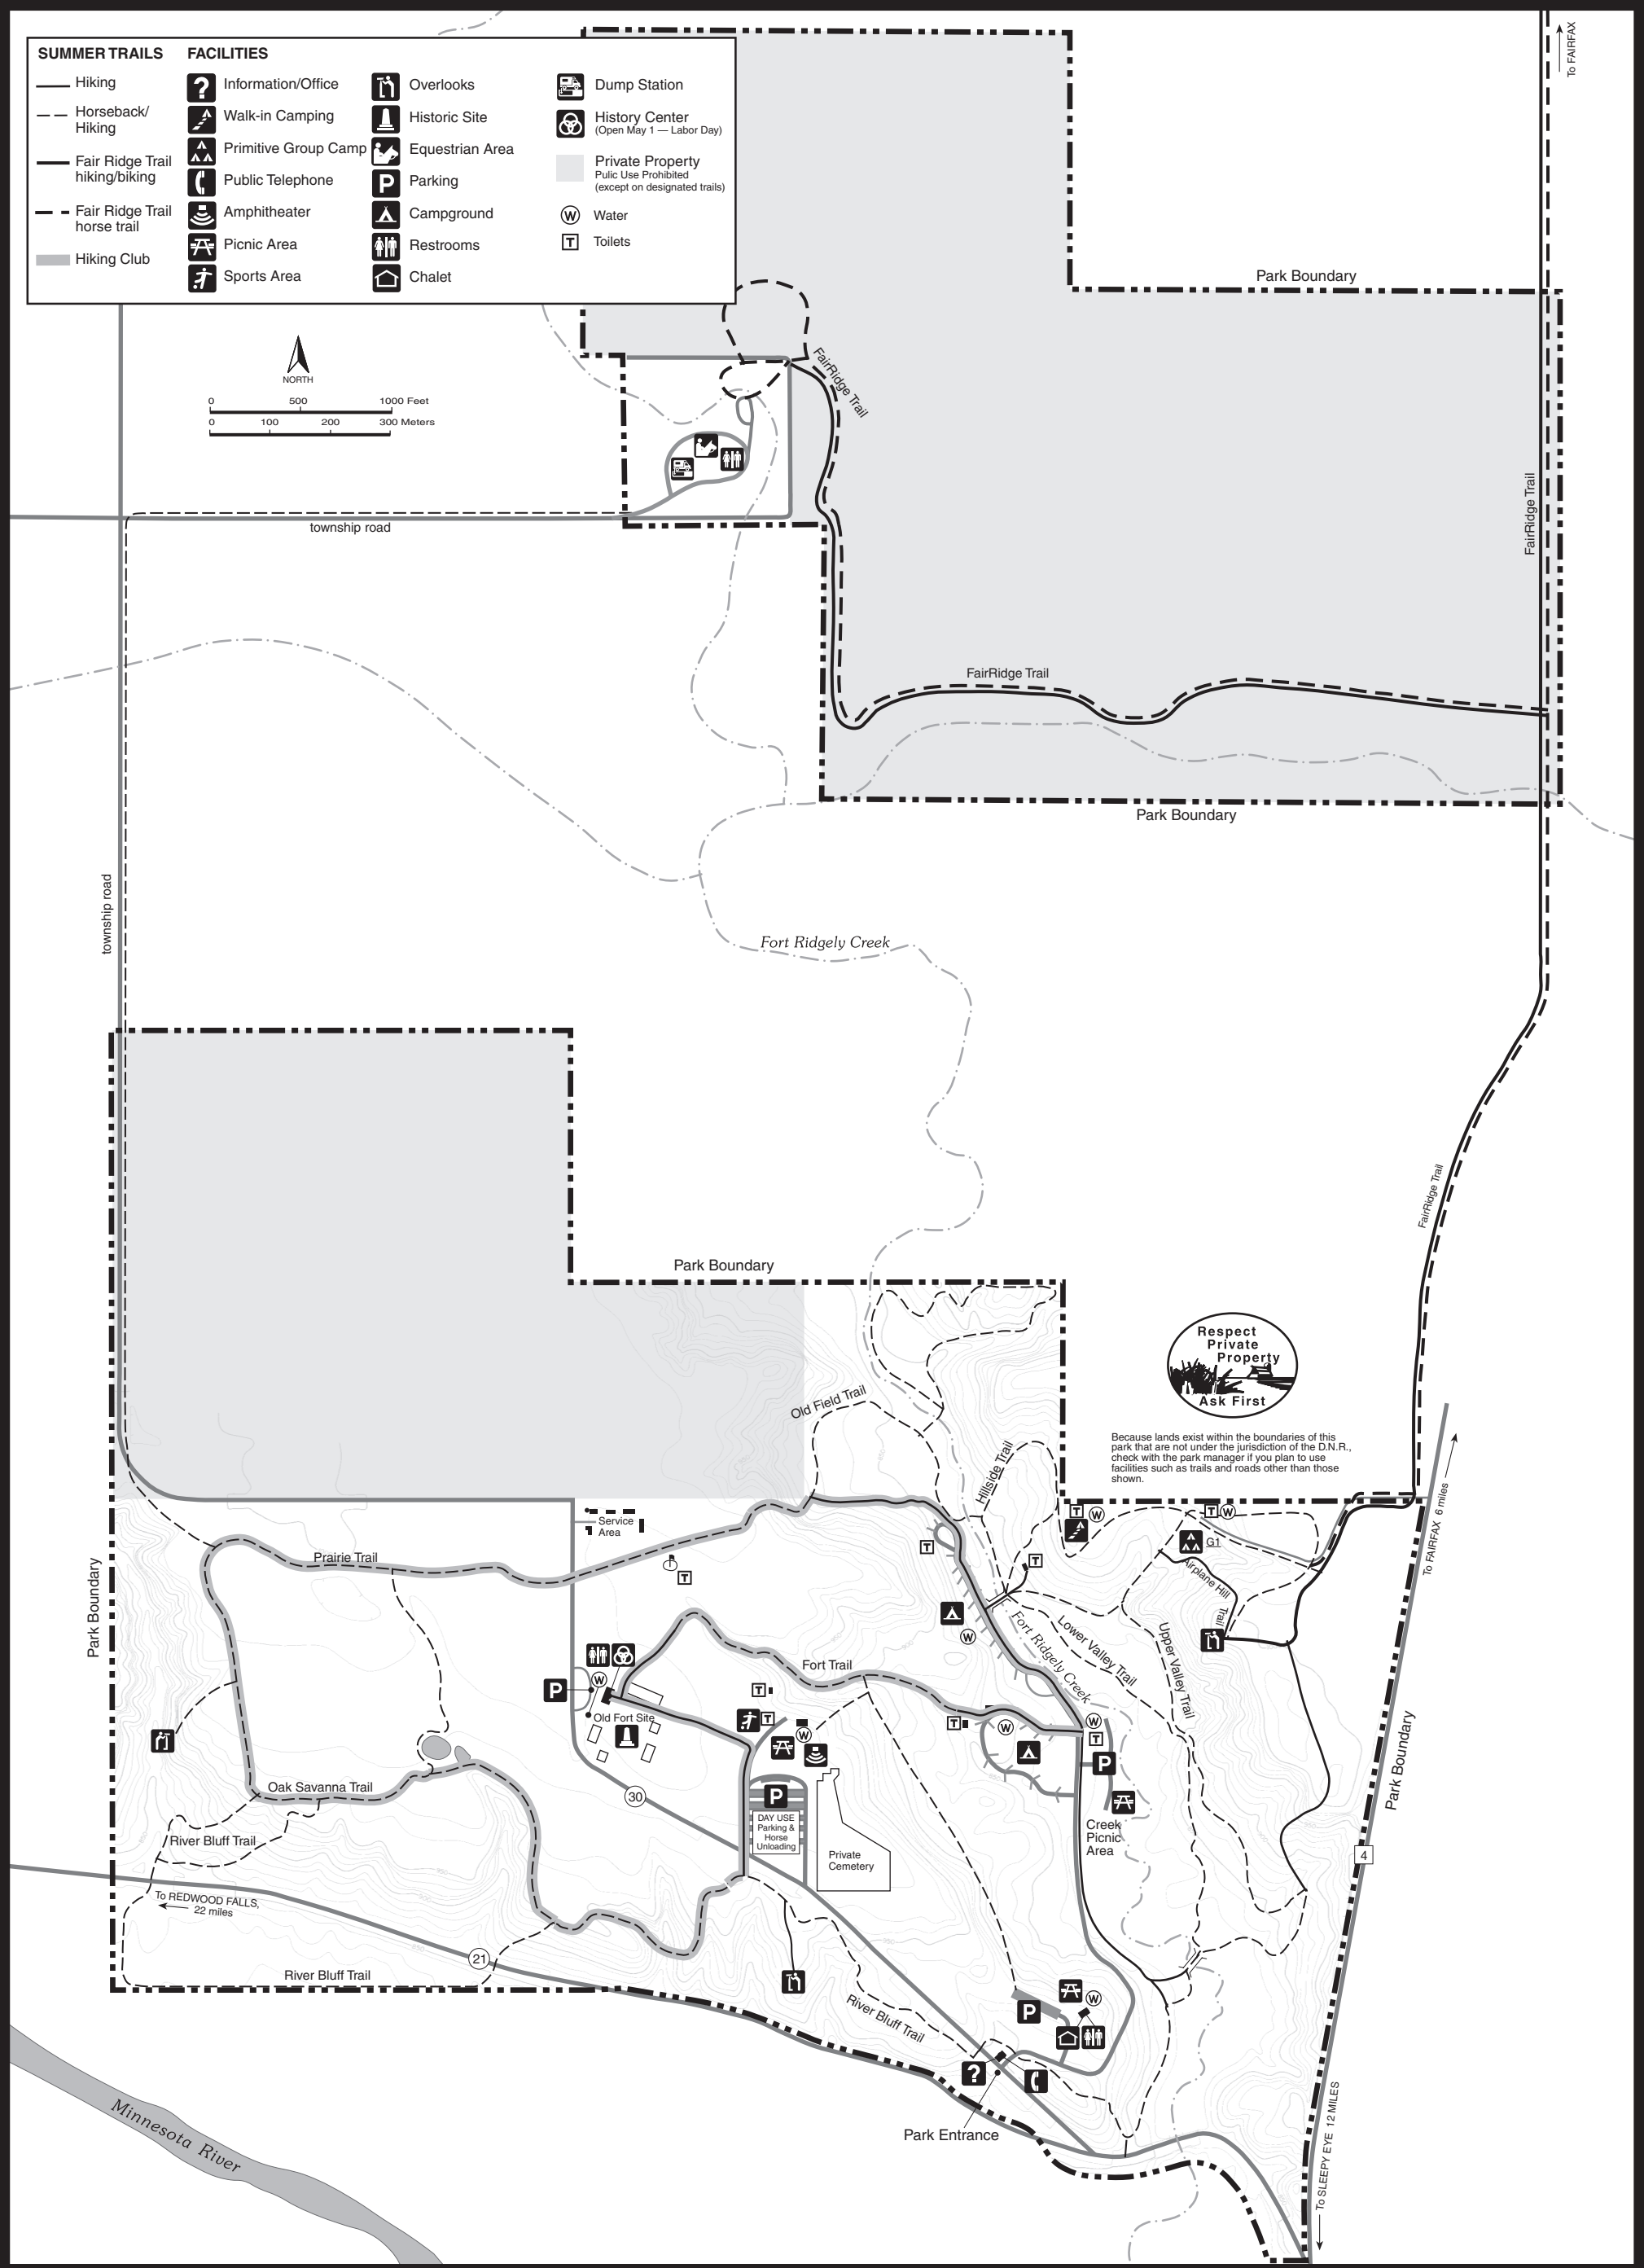 SUMMER TRAILS
Hiking
Horseback/
Hiking
Fair Ridge Trail
hiking/biking
Fair Ridge Trail
horse trail
Hiking Club
FACILITIES
? Information/Office
Walk-in Camping
Primitive Group Camp
Public Telephone
Amphitheater
Picnic Area
Sports Area
Overlooks
Historic Site
Equestrian Area
P Parking
Campground
Restrooms
Chalet
Dump Station
History Center
(Open May 1 — Labor Day)
Private Property
Pulic Use Prohibited
(except on designated trails)
W Water
T Toilets
To FAIRFAX
Park Boundary
NORTH
0 500 1000 Feet
0 100 200 300 Meters
FairRidge Trail
FairRidge Trail
township road
FairRidge Trail
Park Boundary
township road
Fort Ridgely Creek
FairRidge Trail
Park Boundary
Respect
Private
Property
Ask First
Because lands exist within the boundaries of this
park that are not under the jurisdiction of the D.N.R.,
check with the park manager if you plan to use
facilities such as trails and roads other than those
shown.
Old Field Trail
Hillside Trail
To FAIRFAX 6 miles
T
W
T
W
Service
Area
T
T
G1
Prairie Trail
T
Airplane Hill
Trail
Park Boundary
W
Fort Ridgely Creek
Lower Valley Trail
Upper Valley Trail
Fort Trail
P
W
T
Old Fort Site
T
W
T
W
W
T
P
Park Boundary
Oak Savanna Trail
30
P
DAY USE
Parking &
Horse
Unloading
Creek
Picnic
Area
River Bluff Trail
Private
Cemetery
4
To REDWOOD FALLS,
22 miles
21
River Bluff Trail
River Bluff Trail
W
P
?
Park Entrance
Minnesota River
To SLEEPY EYE 12 MILES